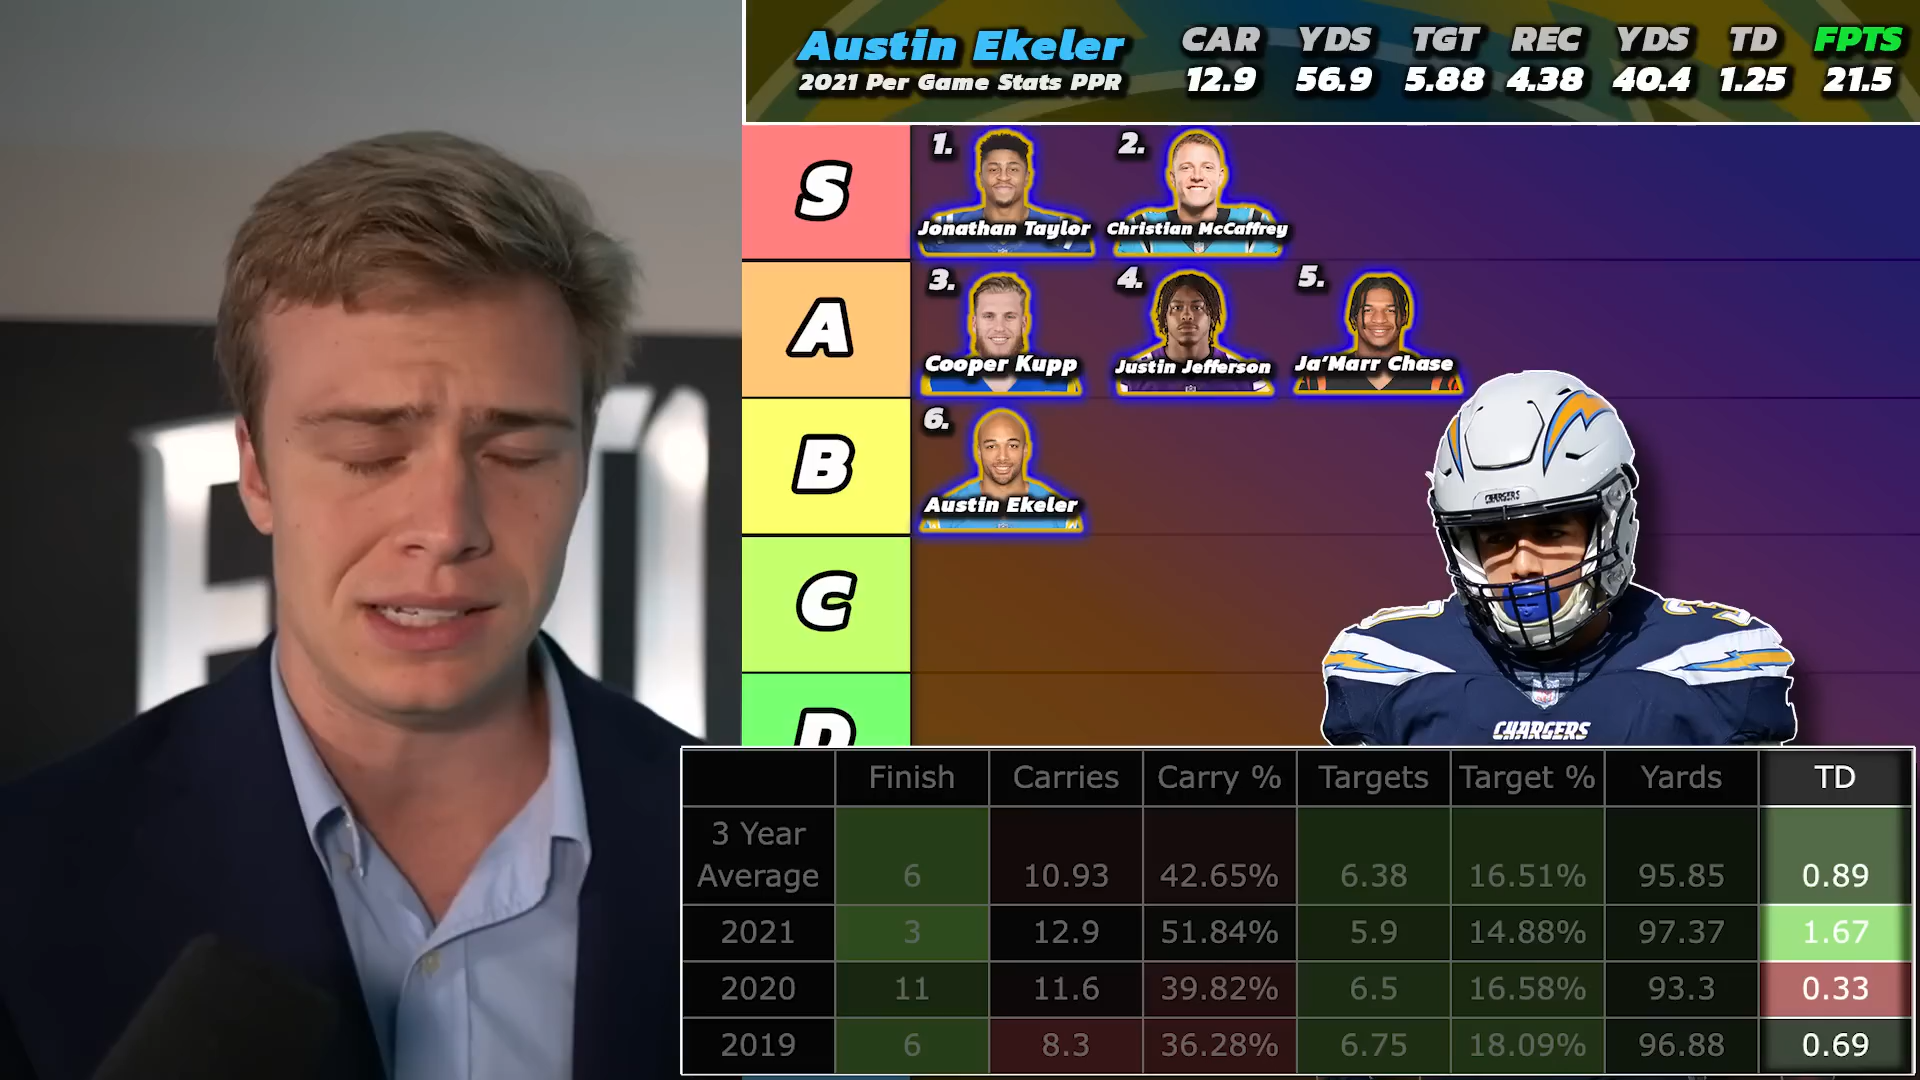 Austin Ekeler
2021 Per Game Stats PPR
CAR YDS TGT REC YDS TD FPTS
12.9 56.9 5.88 4.38 40.4 1.25 21.5
S
1.
Jonathan Taylor
2.
Christian McCaffrey
A
3.
Cooper Kupp
4.
Justin Jefferson
5.
Ja'Marr Chase
B
6.
Austin Ekeler
C
D
CHARGERS
CHARGERS
Finish Carries Carry % Targets Target % Yards TD
3 Year
Average 6 10.93 42.65% 6.38 16.51% 95.85 0.89
2021 3 12.9 51.84% 5.9 14.88% 97.37 1.67
2020 11 11.6 39.82% 6.5 16.58% 93.3 0.33
2019 6 8.3 36.28% 6.75 18.09% 96.88 0.69